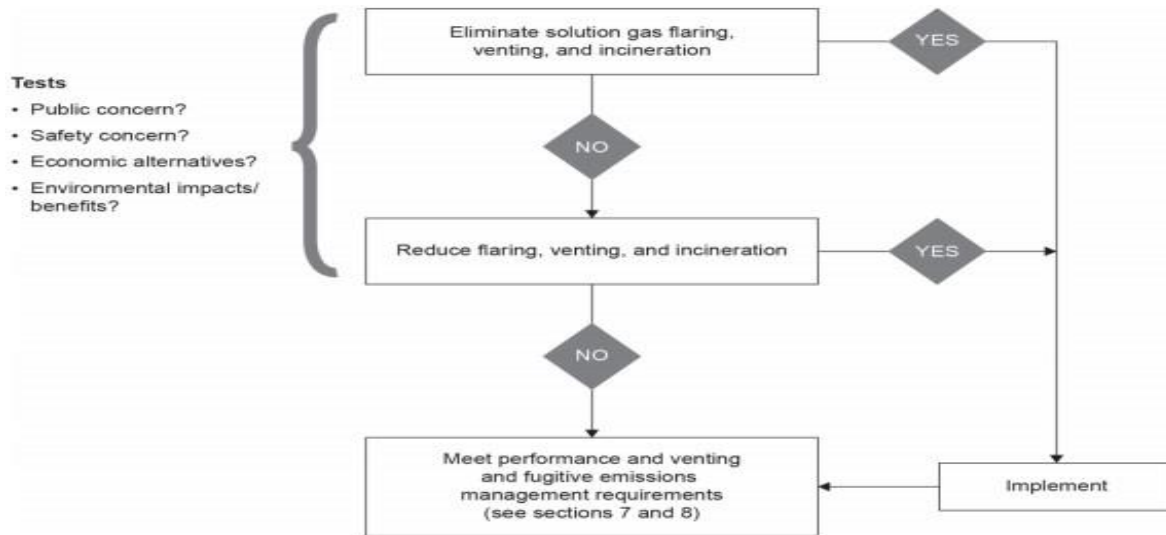 Eliminate solution gas flaring,
venting, and incineration
YES
Tests
• Public concern?
• Safety concern?
• Economic alternatives?
• Environmental impacts/
benefits?
NO
Reduce flaring, venting, and incineration
YES
NO
Meet performance and venting
and fugitive emissions
management requirements
(see sections 7 and 8)
Implement